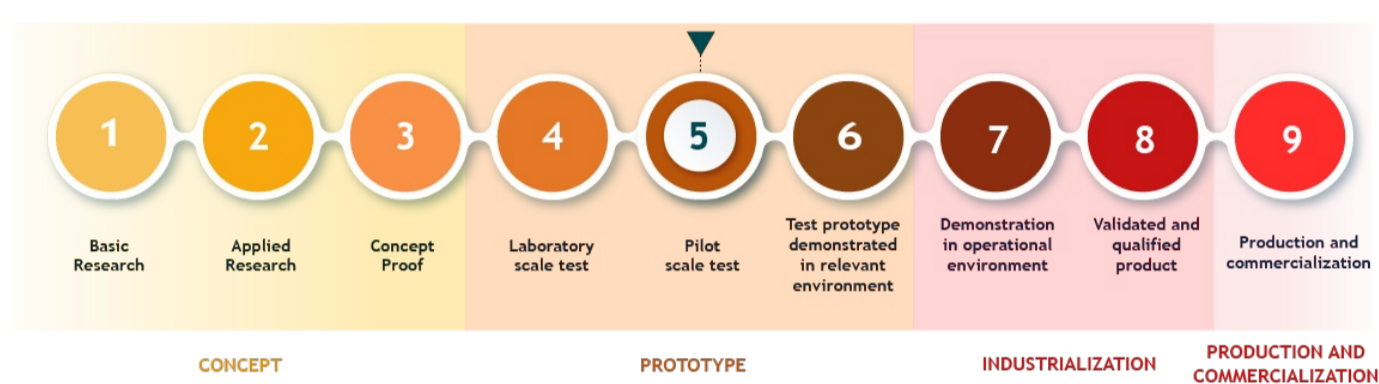 1
2
3
4
5
6
7
8
9
Basic
Research
Applied
Research
Concept
Proof
Laboratory
scale test
Pilot
scale test
Test prototype
demonstrated
in relevant
environment
Demonstration
in operational
environment
Validated and
qualified
product
Production and
commercialization
CONCEPT
PROTOTYPE
INDUSTRIALIZATION
PRODUCTION AND
COMMERCIALIZATION